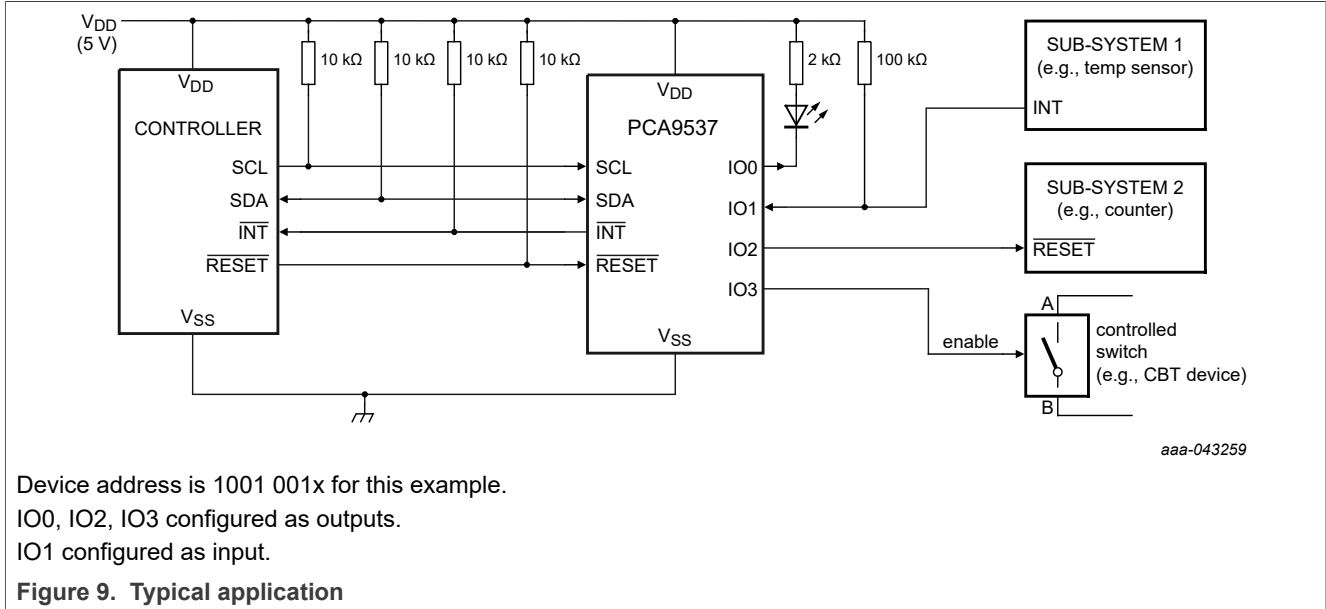 VDD
(5 V)
10 kΩ
10 kΩ
10 kΩ
10 kΩ
2 kΩ
100 kΩ
SUB-SYSTEM 1
(e.g., temp sensor)
INT
VDD
CONTROLLER
SCL
SDA
INT
RESET
VSS
VDD
PCA9537
SCL
SDA
INT
RESET
IO0
IO1
IO2
IO3
VSS
SUB-SYSTEM 2
(e.g., counter)
RESET
enable
A
B
controlled
switch
(e.g., CBT device)
aaa-043259
Device address is 1001 001x for this example.
IO0, IO2, IO3 configured as outputs.
IO1 configured as input.
Figure 9. Typical application